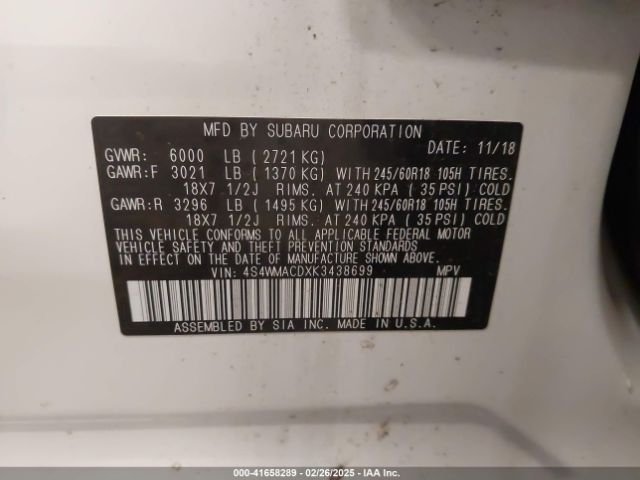 MFD BY SUBARU CORPORATION
DATE: 11/18
GVWR: 6000 LB (2721 KG)
GAWR:F 3021 LB (1370 KG) WITH 245/60R18 105H TIRES.
18X7 1/2J RIMS. AT 240 KPA (35 PSI) COLD
GAWR:R 3296 LB (1495 KG) WITH 245/60R18 105H TIRES.
18X7 1/2J RIMS. AT 240 KPA (35 PSI) COLD
THIS VEHICLE CONFORMS TO ALL APPLICABLE FEDERAL MOTOR
VEHICLE SAFETY AND THEFT PREVENTION STANDARDS
IN EFFECT ON THE DATE OF MANUFACTURE SHOWN ABOVE.
VIN: 4S4WMACDXK3438699 MPV
ASSEMBLED BY SIA INC. MADE IN U.S.A.
000-41658289 - 02/26/2025 - IAA Inc.